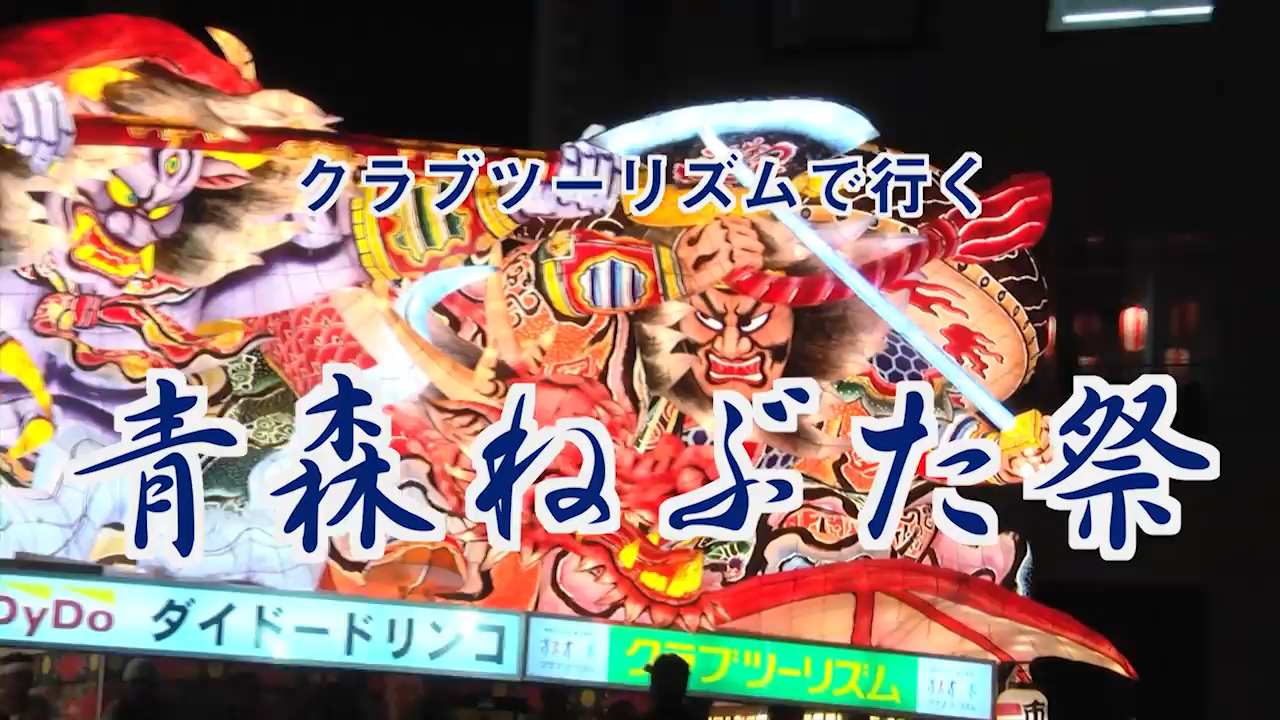 クラブツーリズムで行く
青森ねぶた祭
DyDo ダイドードリンコ
クラブツーリズム
市